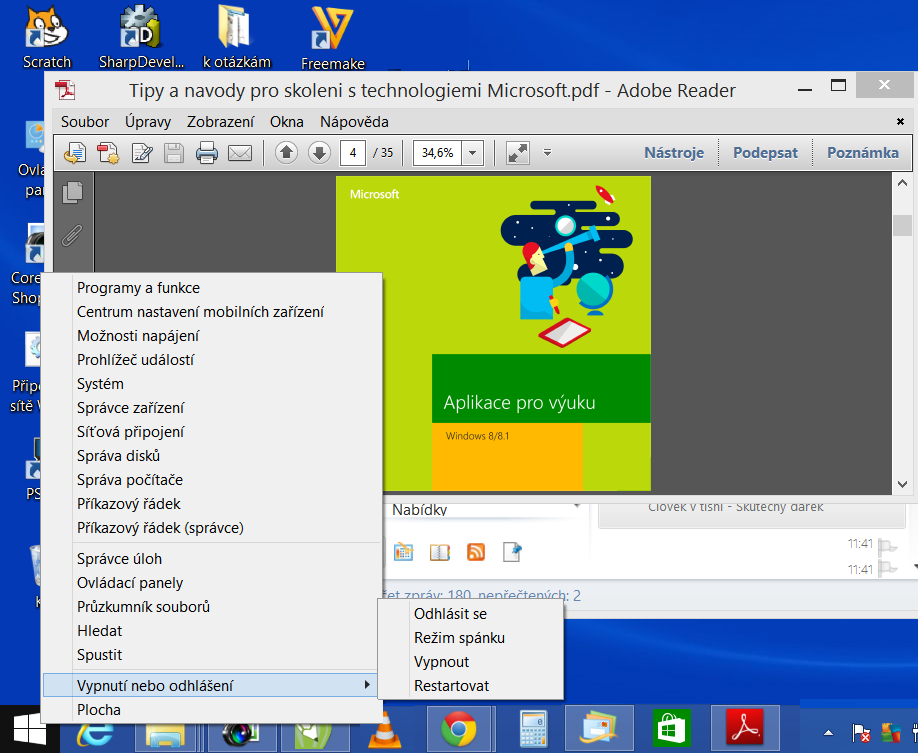 Scratch
SharpDevel...
k otázkám
Freemake
Tipy a navody pro skoleni s technologiemi Microsoft.pdf - Adobe Reader
Soubor Úpravy Zobrazení Okna Nápověda
4 / 35 34,6% Nástroje Podepsat Poznámka
Microsoft
Aplikace pro výuku
Windows 8/8.1
Programy a funkce
Centrum nastavení mobilních zařízení
Možnosti napájení
Prohlížeč událostí
Systém
Správce zařízení
Síťová připojení
Správa disků
Správa počítače
Příkazový řádek
Příkazový řádek (správce)
Správce úloh
Ovládací panely
Průzkumník souborů
Hledat
Spustit
Vypnutí nebo odhlášení
Plocha
Odhlásit se
Režim spánku
Vypnout
Restartovat
Nabídky
Člověk v tísni - Skutečný dárek
11:41
11:41
zpráv: 180, nepřečtených: 2